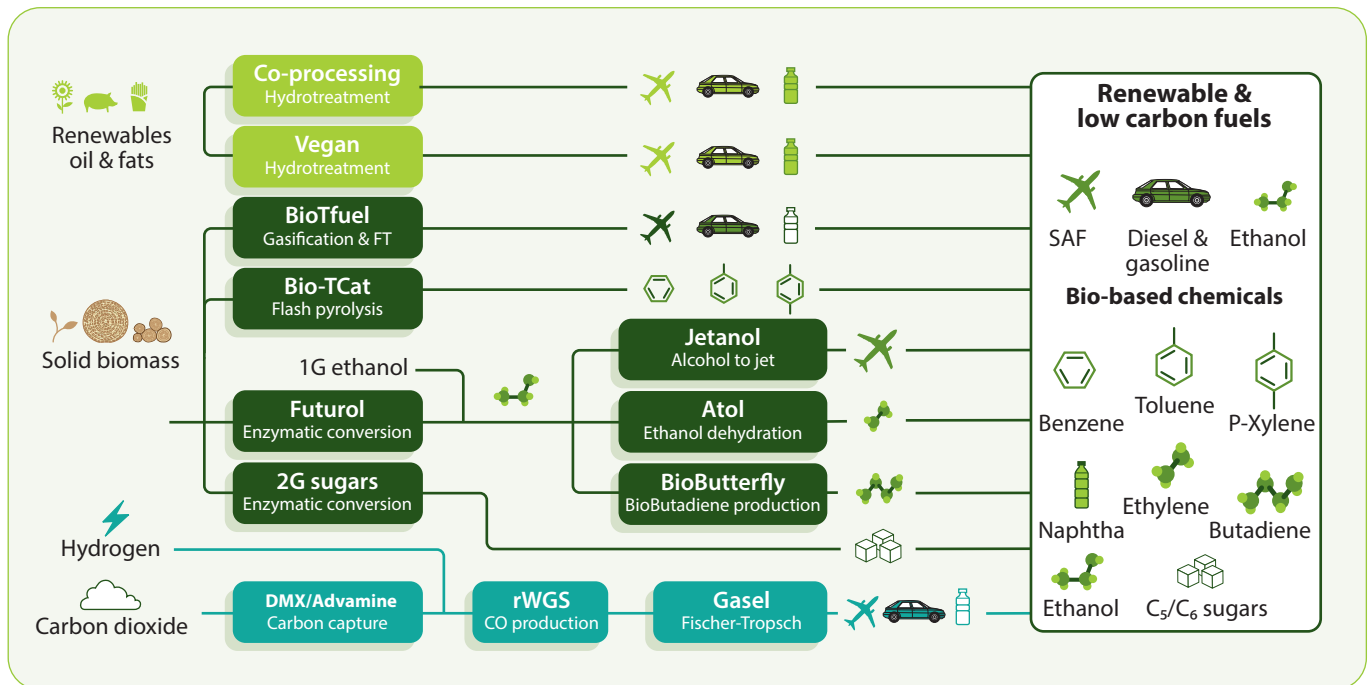 Renewables
oil & fats
Co-processing
Hydrotreatment
Vegan
Hydrotreatment
Solid biomass
BioTfuel
Gasification & FT
Bio-TCat
Flash pyrolysis
1G ethanol
Futurol
Enzymatic conversion
2G sugars
Enzymatic conversion
Jetanol
Alcohol to jet
Atol
Ethanol dehydration
BioButterfly
BioButadiene production
Hydrogen
Carbon dioxide
DMX/Advamine
Carbon capture
rWGS
CO production
Gasel
Fischer-Tropsch
Renewable &
low carbon fuels
SAF
Diesel &
gasoline
Ethanol
Bio-based chemicals
Benzene
Toluene
P-Xylene
Naphtha
Ethylene
Butadiene
Ethanol
C₅/C₆ sugars